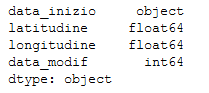 data_inizio     object
latitudine     float64
longitudine    float64
data_modif       int64
dtype: object